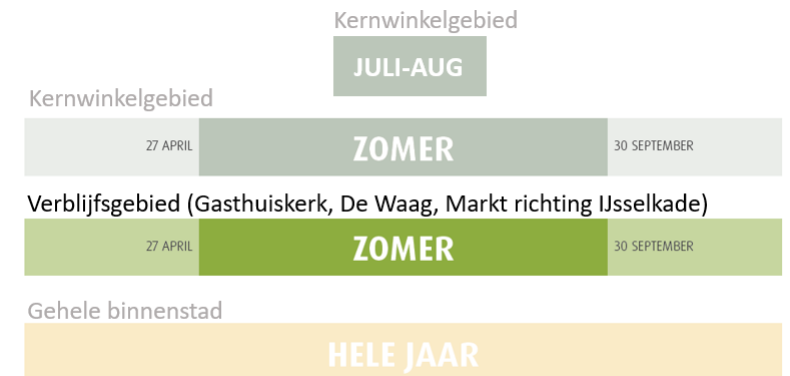 Kernwinkelgebied
JULI-AUG
Kernwinkelgebied
27 APRIL ZOMER 30 SEPTEMBER
Verblijfsgebied (Gasthuiskerk, De Waag, Markt richting IJsselkade)
27 APRIL ZOMER 30 SEPTEMBER
Gehele binnenstad
HELE JAAR